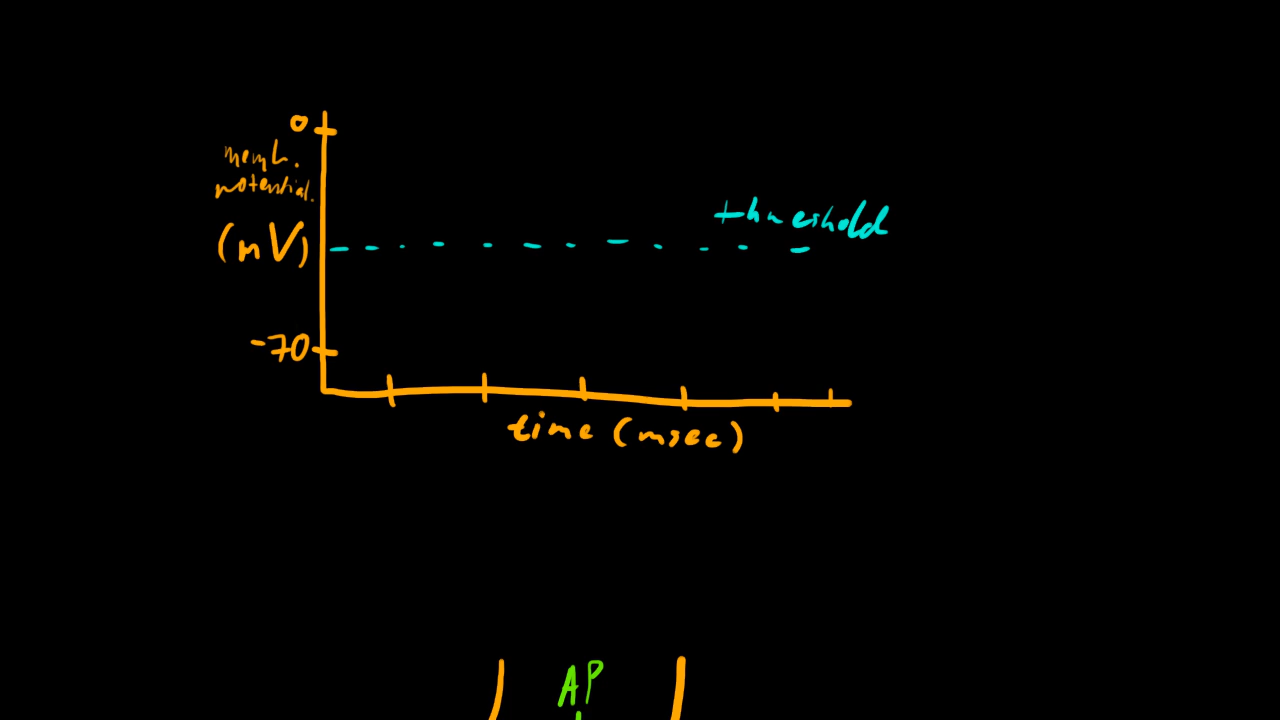 0
memb.
potential.
(mV)
threshold
-70
time (msec)
AP